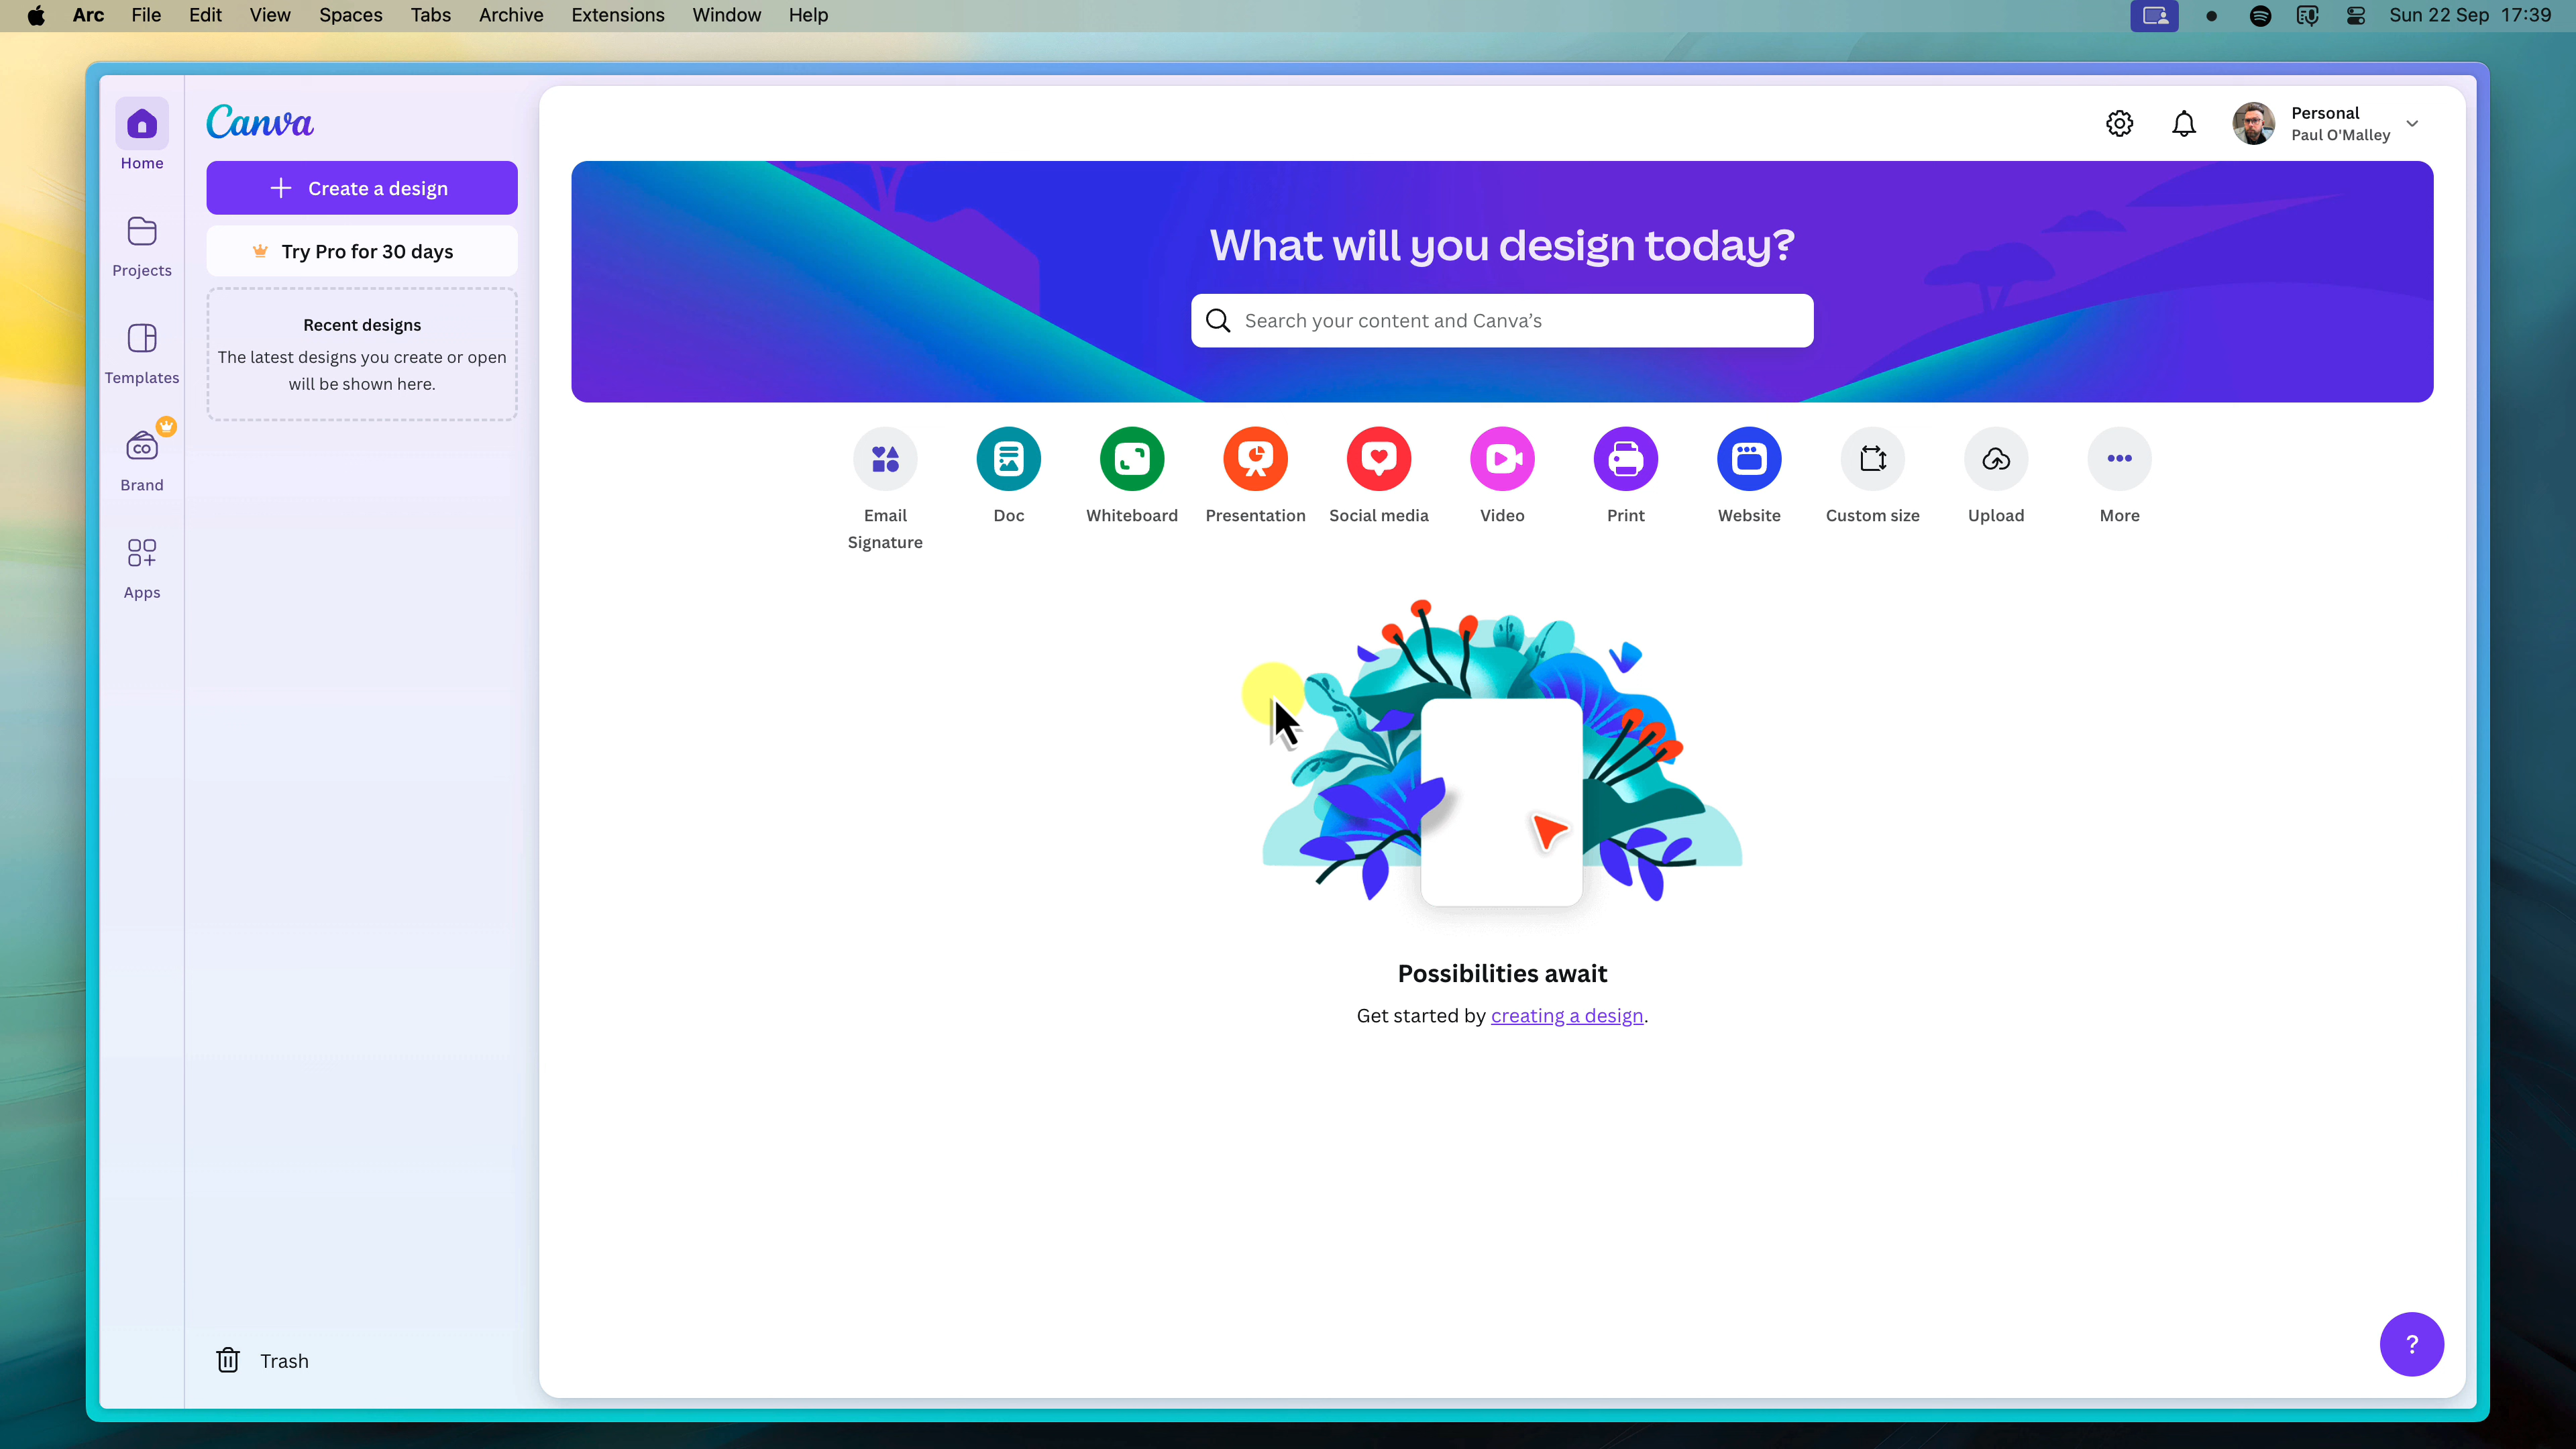 Arc File Edit View Spaces Tabs Archive Extensions Window Help
Sun 22 Sep 17:39
Home
Projects
Templates
CO
Brand
Apps
Canva
Create a design
Try Pro for 30 days
Recent designs
The latest designs you create or open
will be shown here.
Trash
Personal
Paul O'Malley
What will you design today?
Search your content and Canva’s
Email
Signature
Doc
Whiteboard
Presentation
Social media
Video
Print
Website
Custom size
Upload
More
Possibilities await
Get started by creating a design.
?